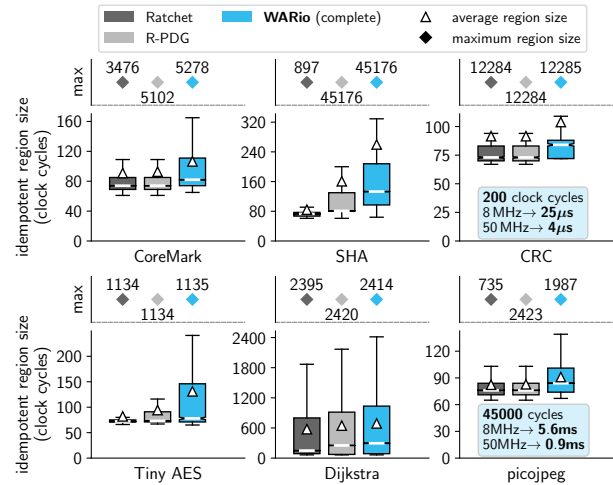 Ratchet
WARio (complete)
average region size
R-PDG
maximum region size
max
3476
5278
5102
897
45176
45176
12284
12285
12284
idempotent region size
(clock cycles)
160
120
80
40
0
320
240
160
80
0
100
75
50
25
0
200 clock cycles
8 MHz→ 25μs
50 MHz→ 4μs
CoreMark
SHA
CRC
max
1134
1135
1134
2395
2414
2420
735
1987
2423
idempotent region size
(clock cycles)
200
150
100
50
0
2400
1800
1200
600
0
120
90
60
30
0
45000 cycles
8MHz→ 5.6ms
50MHz→ 0.9ms
Tiny AES
Dijkstra
picojpeg